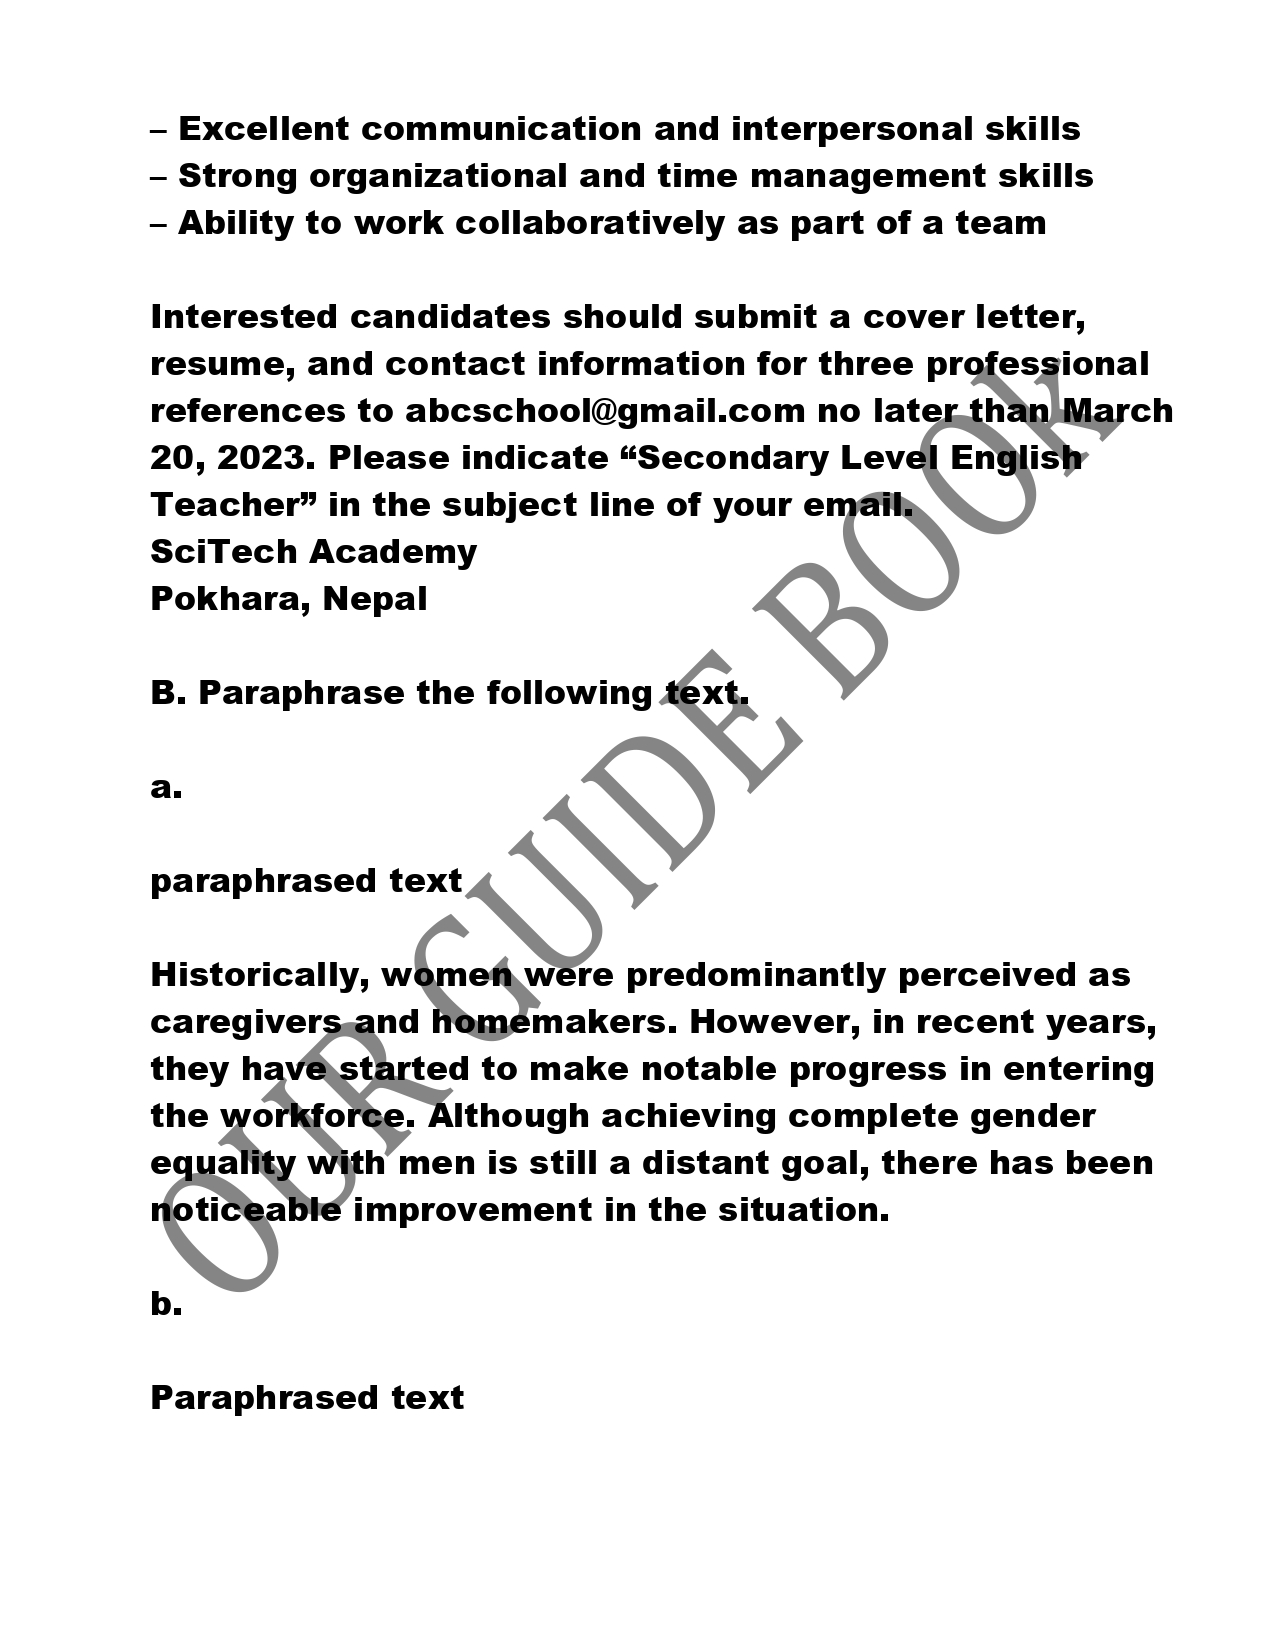 – Excellent communication and interpersonal skills
– Strong organizational and time management skills
– Ability to work collaboratively as part of a team
Interested candidates should submit a cover letter,
resume, and contact information for three professional
references to abcschool@gmail.com no later than March
20, 2023. Please indicate “Secondary Level English
Teacher” in the subject line of your email.
SciTech Academy
Pokhara, Nepal
B. Paraphrase the following text.
a.
paraphrased text
Historically, women were predominantly perceived as
caregivers and homemakers. However, in recent years,
they have started to make notable progress in entering
the workforce. Although achieving complete gender
equality with men is still a distant goal, there has been
noticeable improvement in the situation.
b.
Paraphrased text
OUR GUIDE BOOk